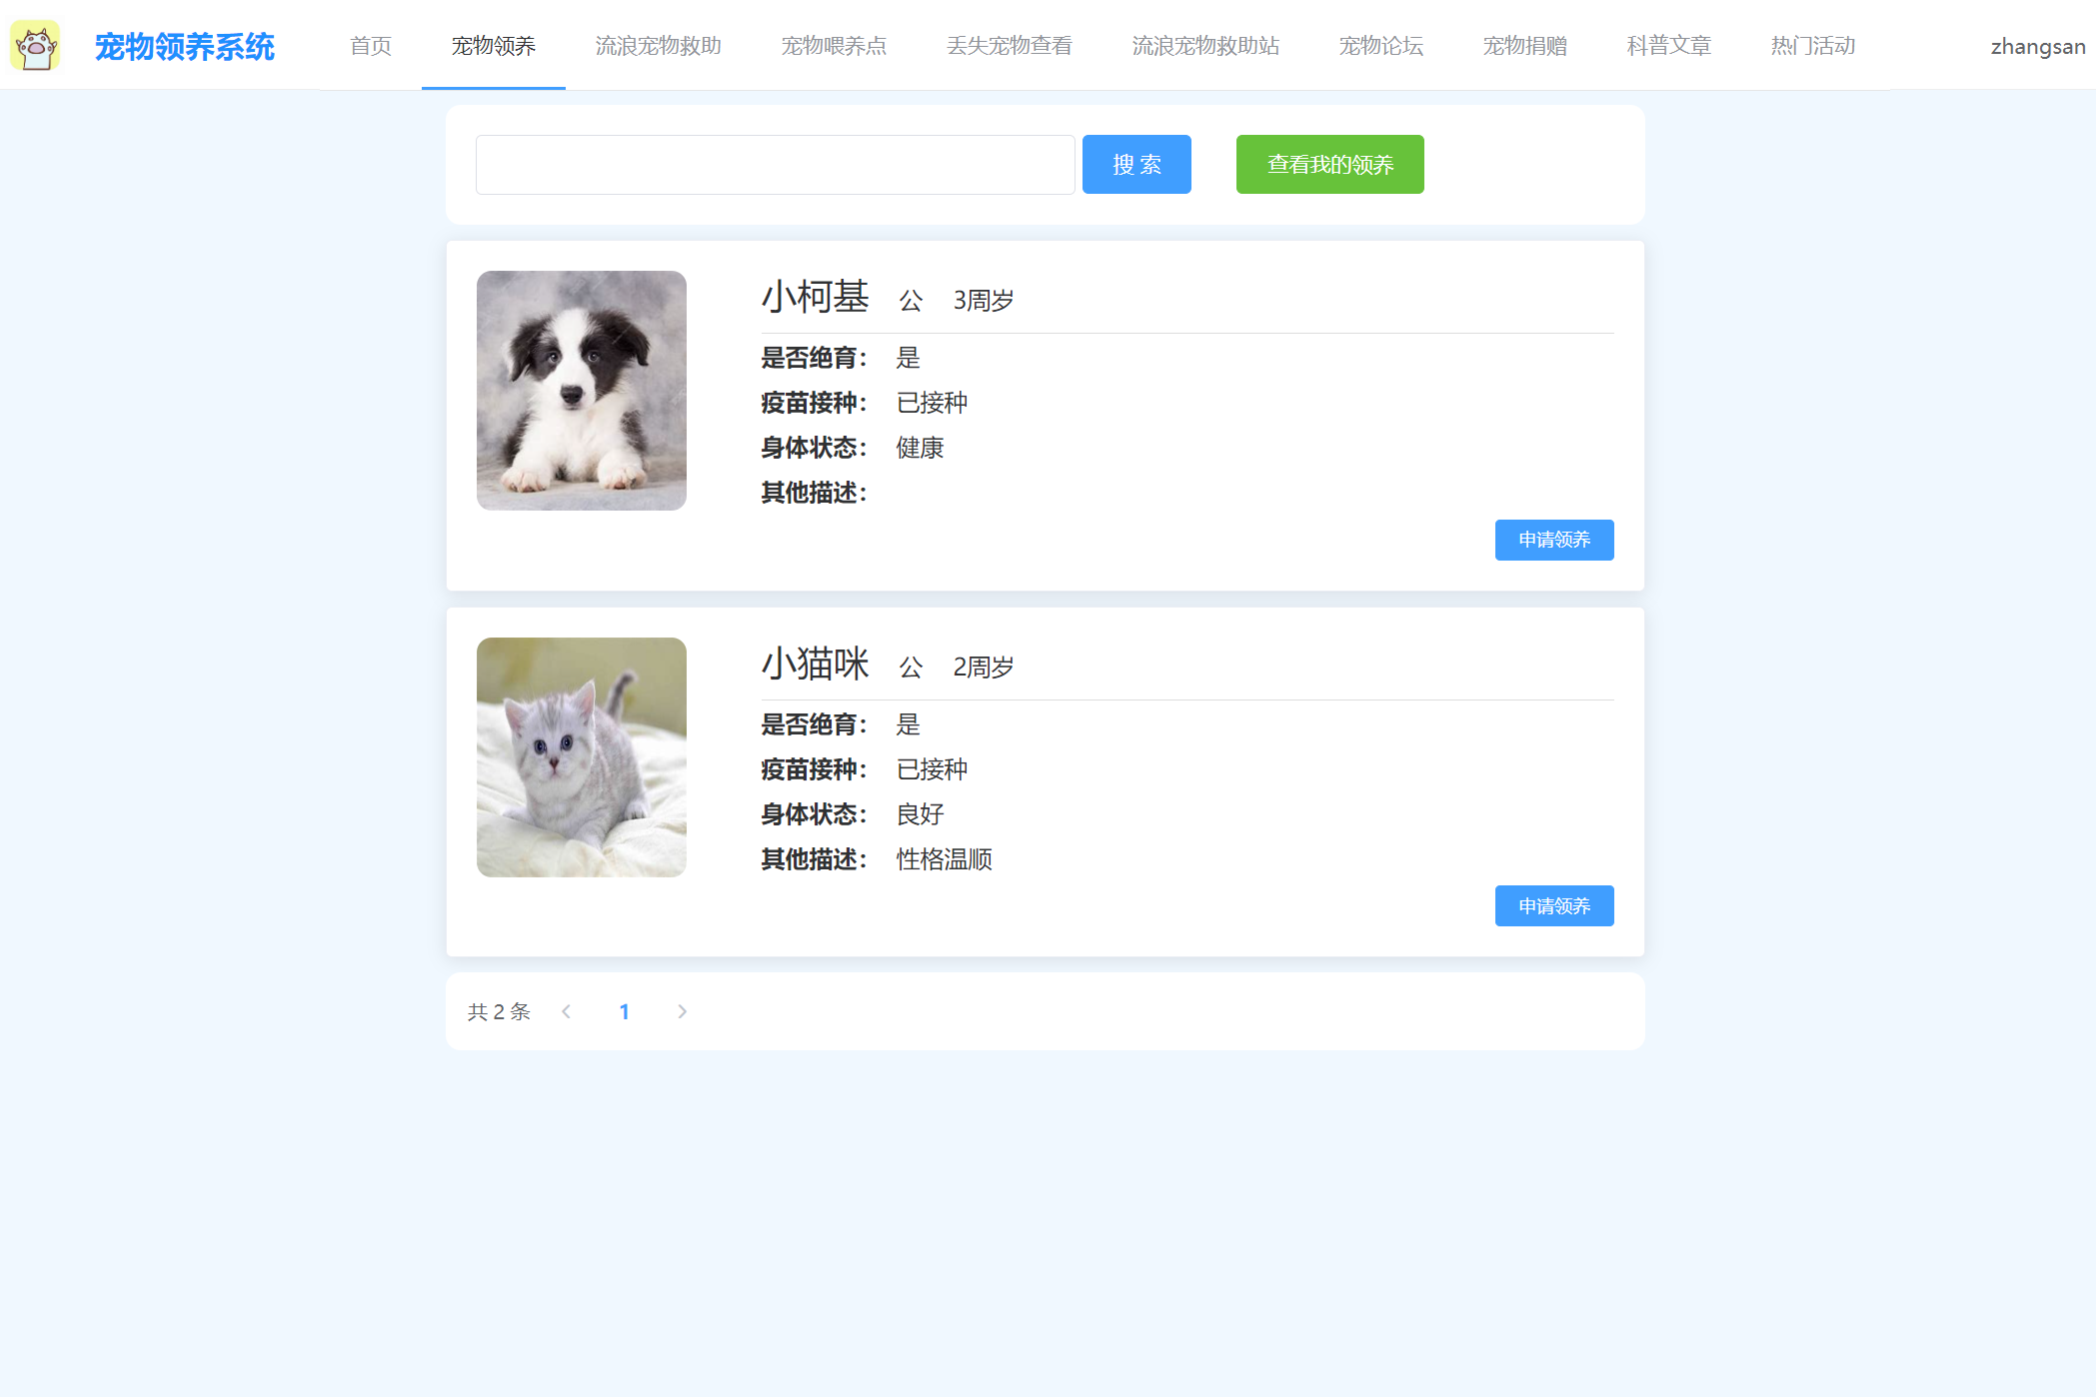 宠物领养系统 首页 宠物领养 流浪宠物救助 宠物喂养点 丢失宠物查看 流浪宠物救助站 宠物论坛 宠物捐赠 科普文章 热门活动 zhangsan
搜 索 查看我的领养
小柯基 公 3周岁
是否绝育： 是
疫苗接种： 已接种
身体状态： 健康
其他描述：
申请领养
小猫咪 公 2周岁
是否绝育： 是
疫苗接种： 已接种
身体状态： 良好
其他描述： 性格温顺
申请领养
共 2 条 1